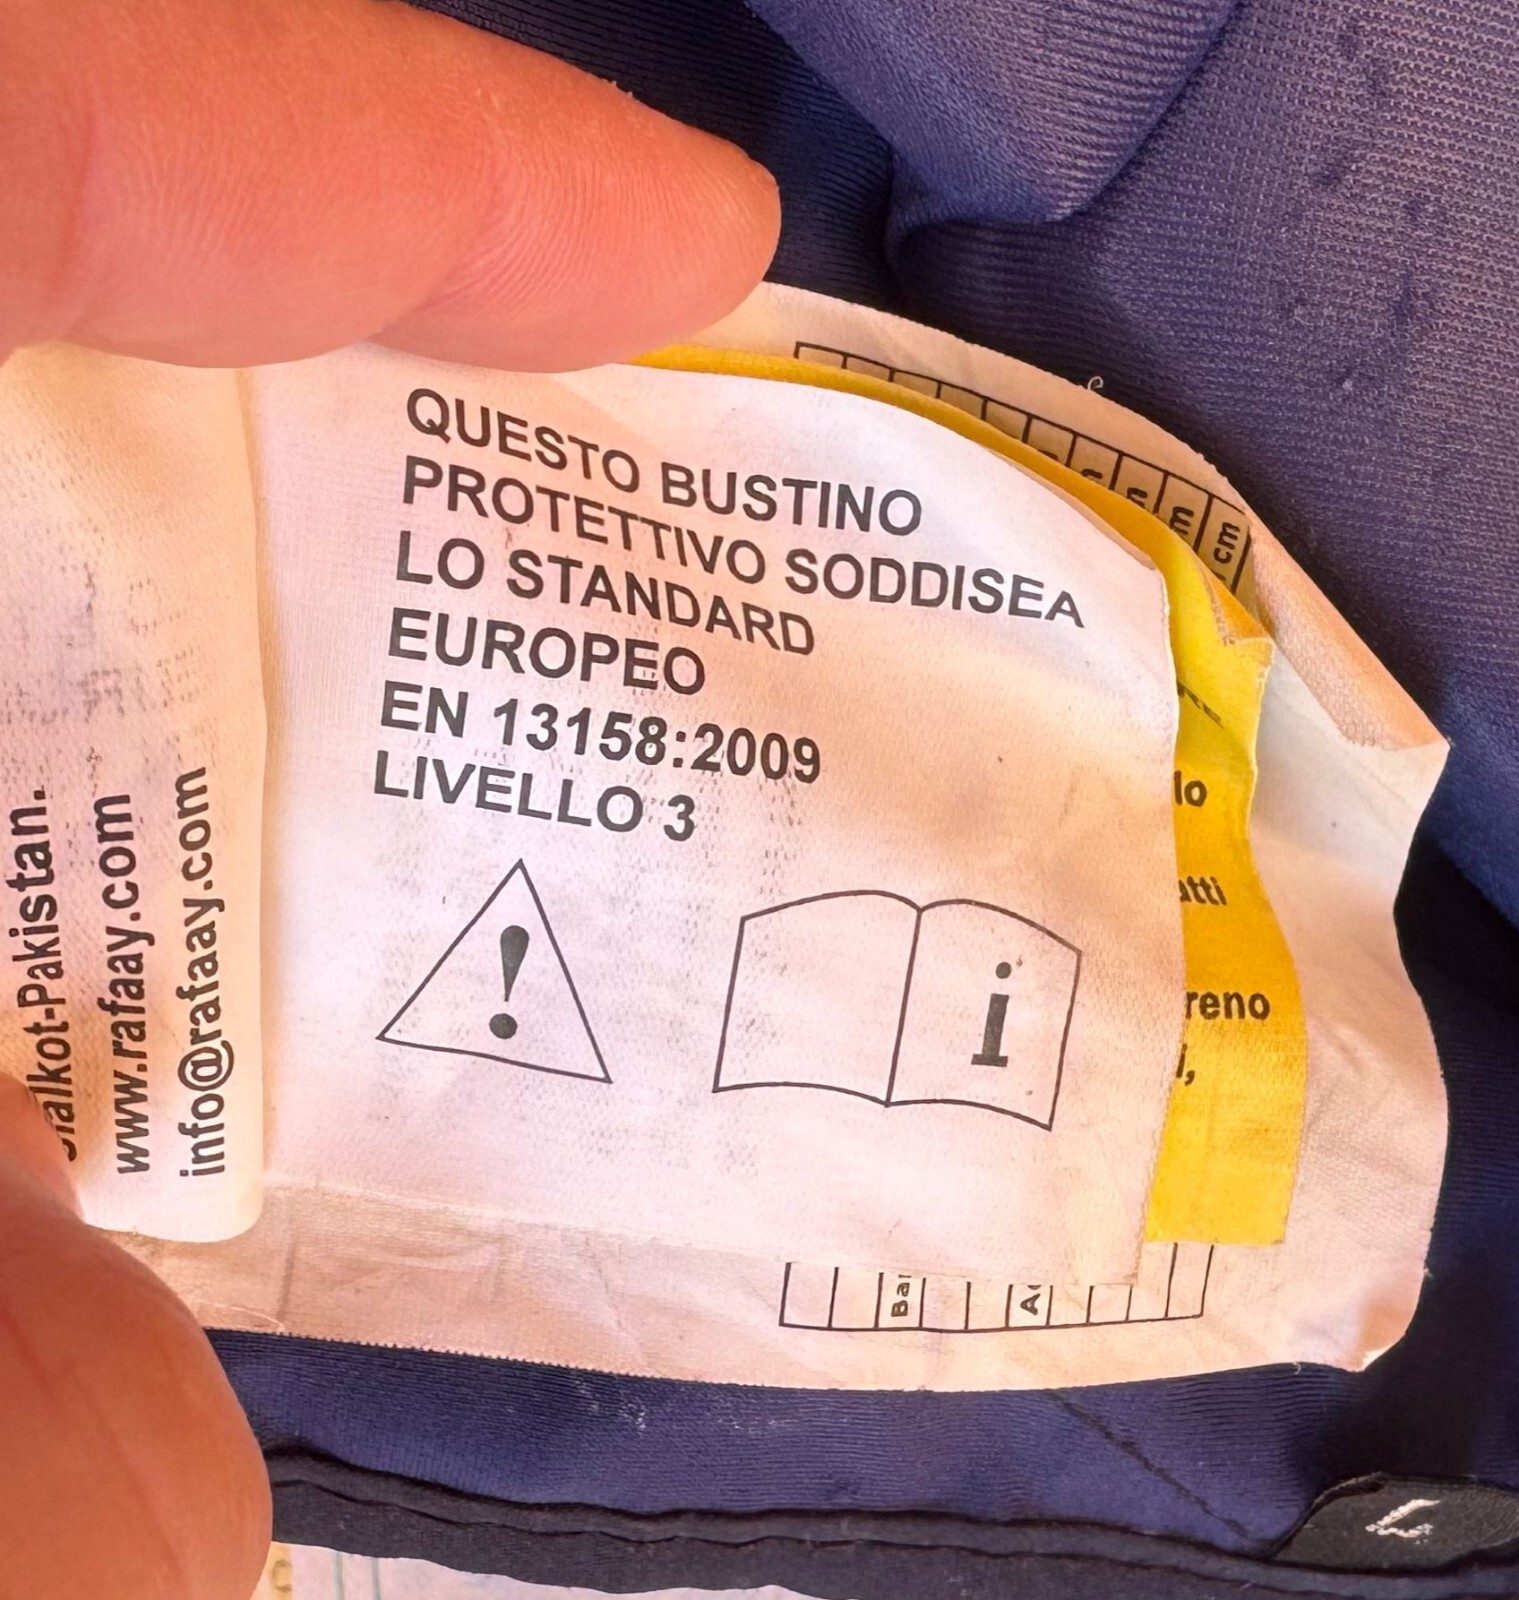 QUESTO BUSTINO
PROTETTIVO SODDISEA
LO STANDARD
EUROPEO
EN 13158:2009
LIVELLO 3
!
i
Sialkot-Pakistan.
www.rafaay.com
info@rafaay.com
lo
reno
cm
L